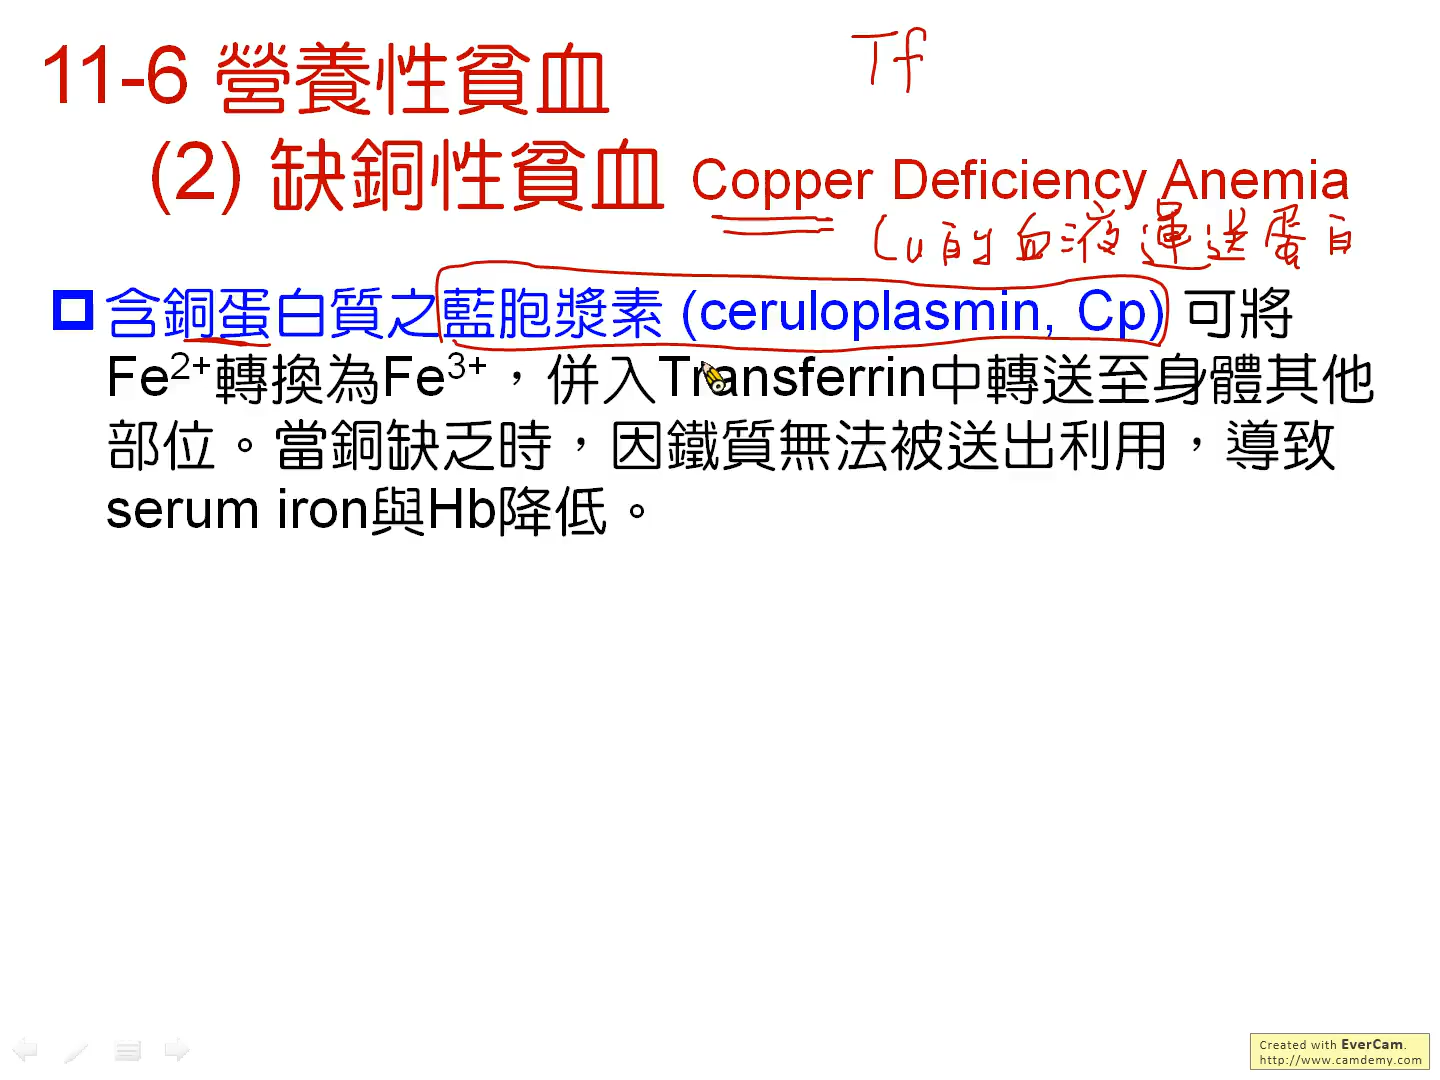 11-6 營養性貧血
Tf
(2) 缺銅性貧血 Copper Deficiency Anemia
Cu的血液運送蛋白
含銅蛋白質之藍胞漿素 (ceruloplasmin, Cp) 可將
Fe2+轉換為Fe3+，併入Transferrin中轉送至身體其他
部位。當銅缺乏時，因鐵質無法被送出利用，導致
serum iron與Hb降低。
Created with EverCam.
http://www.camdemy.com